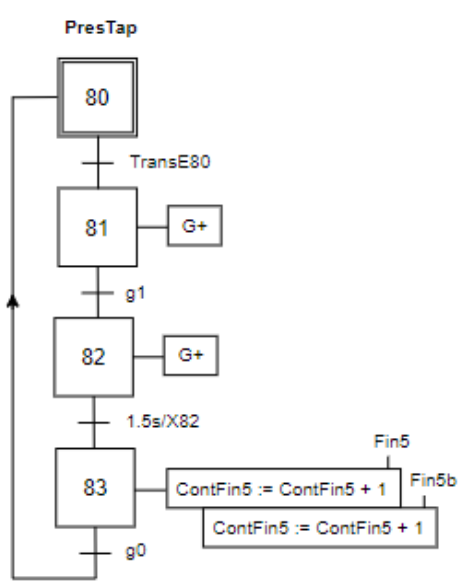 PresTap
80
TransE80
81
G+
g1
82
G+
1.5s/X82
Fin5
83
ContFin5 := ContFin5 + 1
Fin5b
ContFin5 := ContFin5 + 1
g0